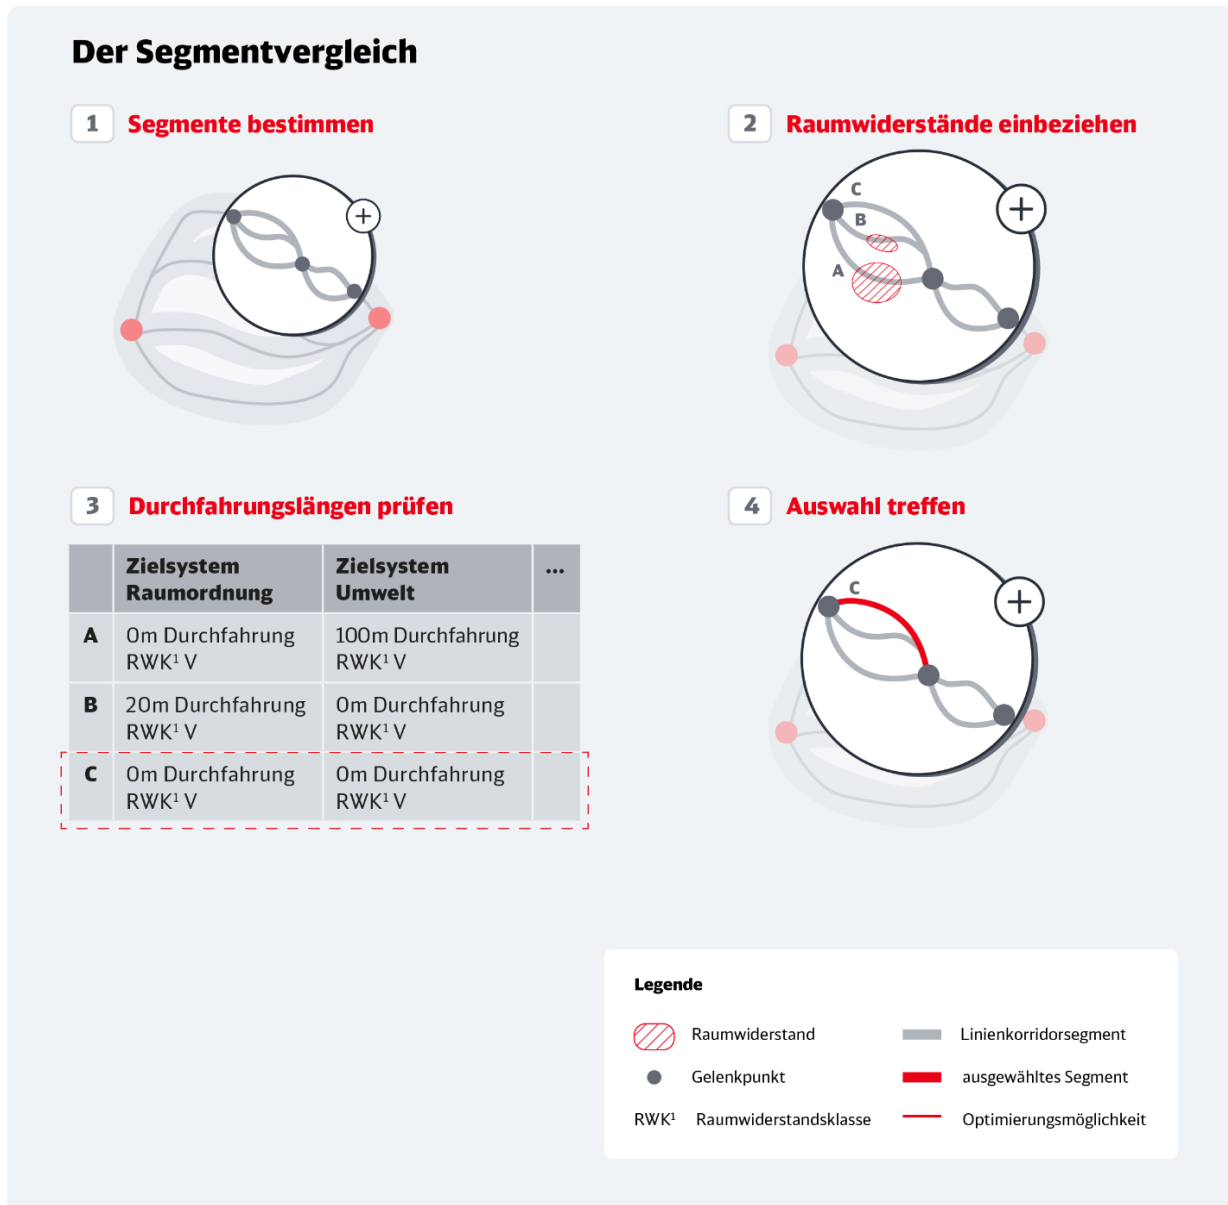 Der Segmentvergleich
1 Segmente bestimmen
2 Raumwiderstände einbeziehen
C
B
A
3 Durchfahrungslängen prüfen
Zielsystem Raumordnung
Zielsystem Umwelt
...
A
0m Durchfahrung
RWK¹ V
100m Durchfahrung
RWK¹ V
B
20m Durchfahrung
RWK¹ V
0m Durchfahrung
RWK¹ V
C
0m Durchfahrung
RWK¹ V
0m Durchfahrung
RWK¹ V
4 Auswahl treffen
C
Legende
Raumwiderstand
Linienkorridorsegment
Gelenkpunkt
ausgewähltes Segment
RWK¹ Raumwiderstandsklasse
Optimierungsmöglichkeit